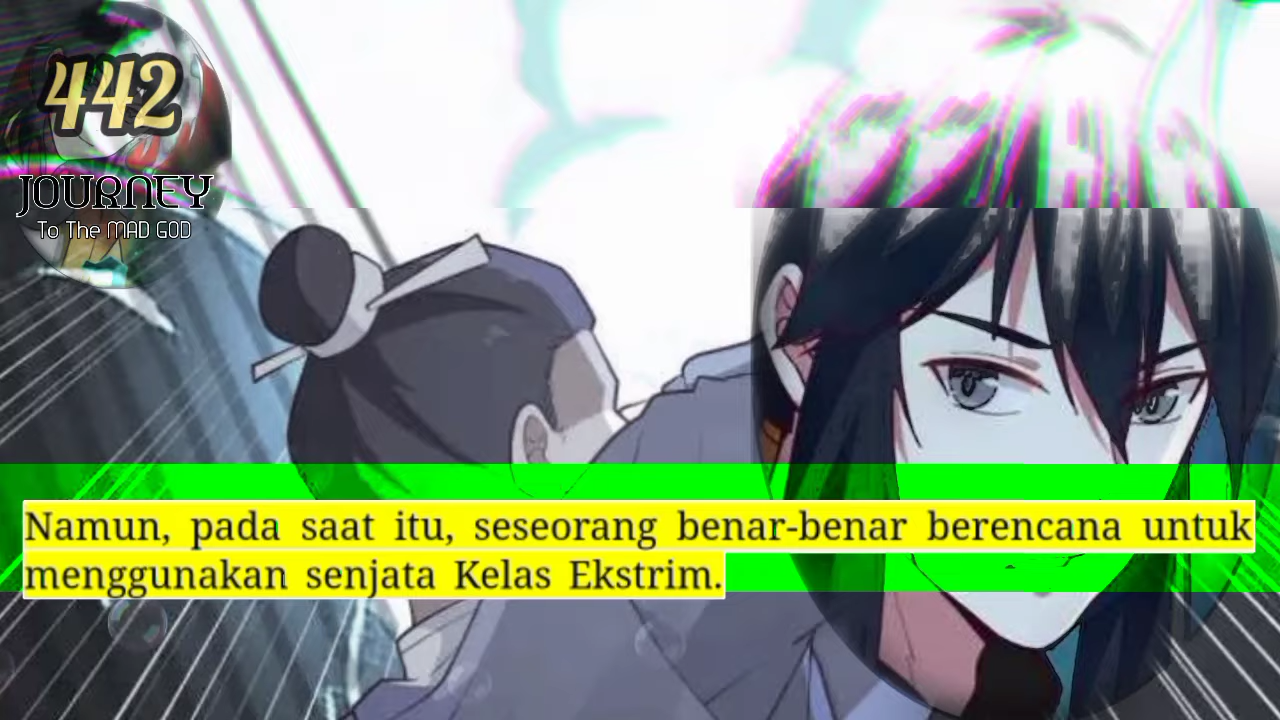 442
JOURNEY
To The MAD GOD
Namun, pada saat itu, seseorang benar-benar berencana untuk
menggunakan senjata Kelas Ekstrim.